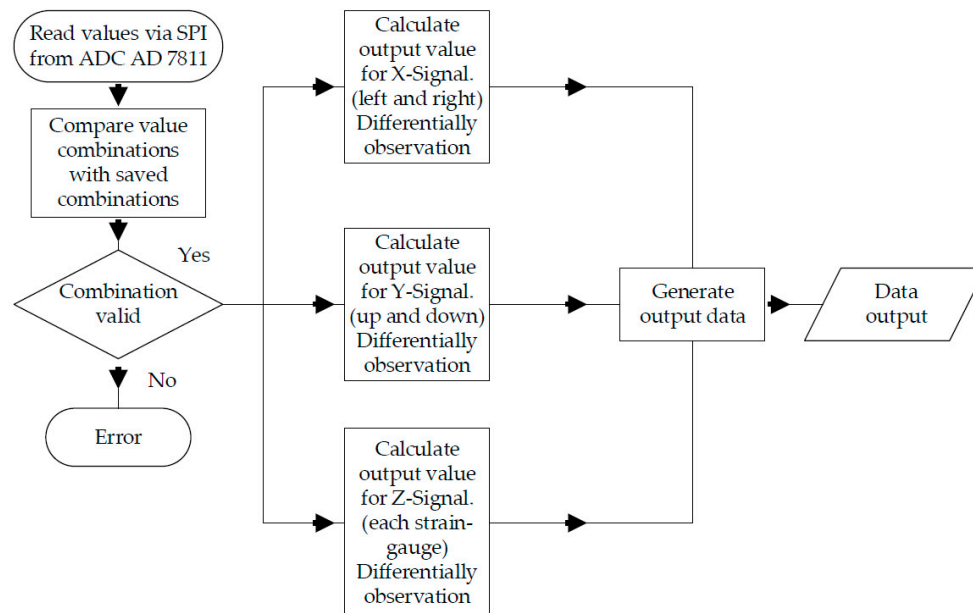 Read values via SPI
from ADC AD 7811
Compare value
combinations
with saved
combinations
Yes
Combination
valid
No
Error
Calculate
output value
for X-Signal.
(left and right)
Differentially
observation
Calculate
output value
for Y-Signal.
(up and down)
Differentially
observation
Calculate
output value
for Z-Signal.
(each strain-
gauge)
Differentially
observation
Generate
output data
Data
output